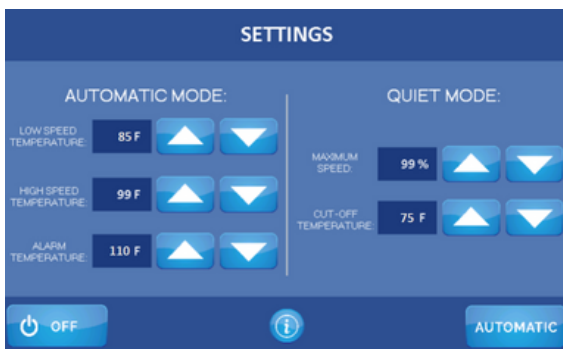 SETTINGS
AUTOMATIC MODE:
LOW SPEED
TEMPERATURE:
85 F
HIGH SPEED
TEMPERATURE:
99 F
ALARM
TEMPERATURE:
110 F
QUIET MODE:
MAXIMUM
SPEED:
99 %
CUT-OFF
TEMPERATURE:
75 F
OFF
i
AUTOMATIC